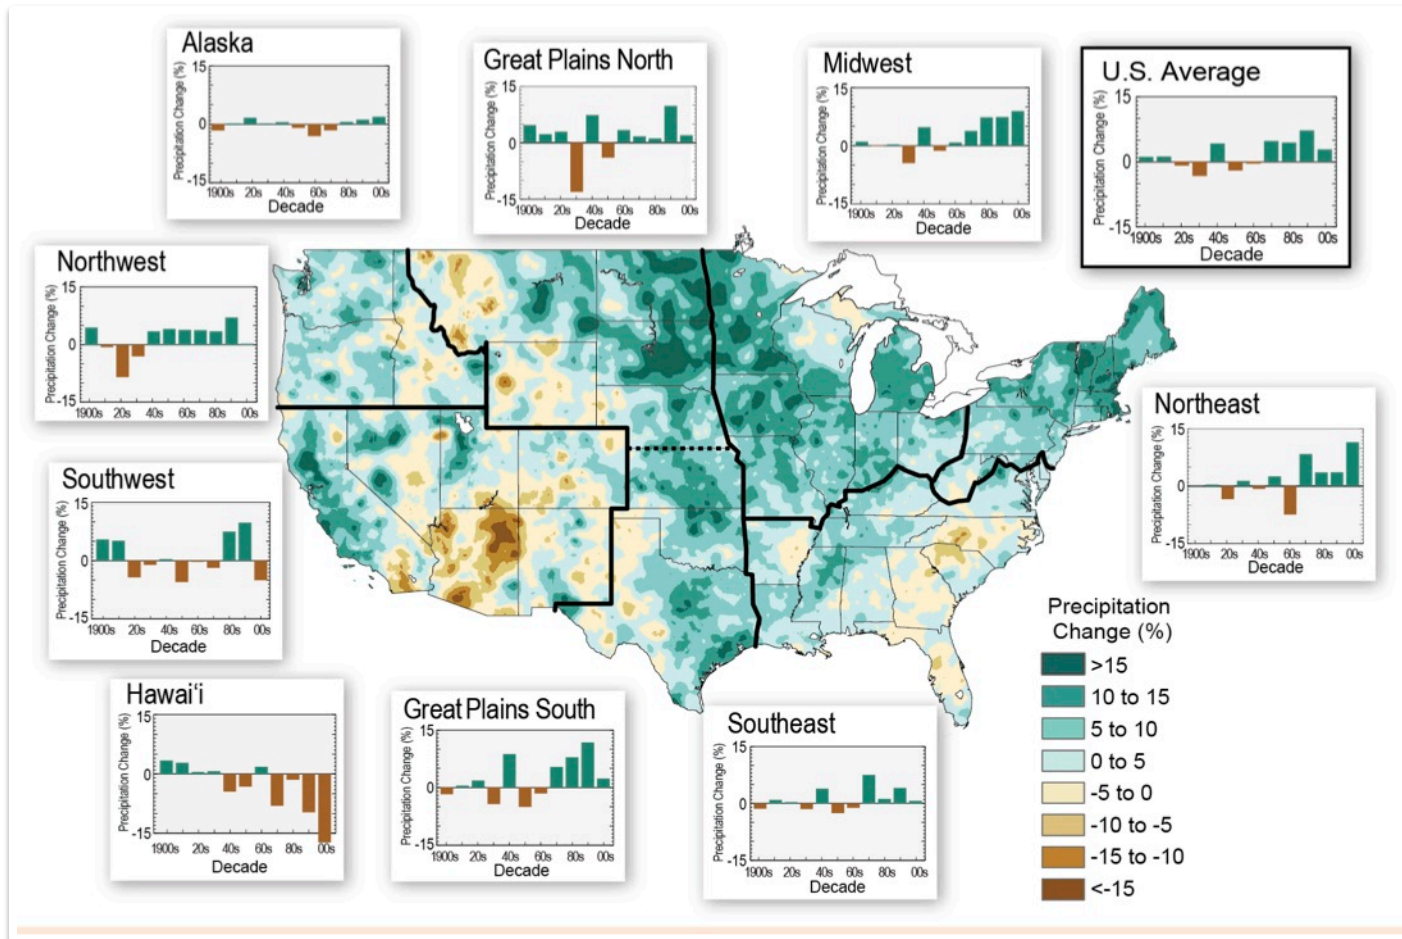 Alaska
Precipitation Change (%)
15
0
-15
1900s 20s 40s 60s 80s 00s
Decade
Great Plains North
Precipitation Change (%)
15
0
-15
1900s 20s 40s 60s 80s 00s
Decade
Midwest
Precipitation Change (%)
15
0
-15
1900s 20s 40s 60s 80s 00s
Decade
U.S. Average
Precipitation Change (%)
15
0
-15
1900s 20s 40s 60s 80s 00s
Decade
Northwest
Precipitation Change (%)
15
0
-15
1900s 20s 40s 60s 80s 00s
Decade
Northeast
Precipitation Change (%)
15
0
-15
1900s 20s 40s 60s 80s 00s
Decade
Southwest
Precipitation Change (%)
15
0
-15
1900s 20s 40s 60s 80s 00s
Decade
Hawaiʻi
Precipitation Change (%)
15
0
-15
1900s 20s 40s 60s 80s 00s
Decade
Great Plains South
Precipitation Change (%)
15
0
-15
1900s 20s 40s 60s 80s 00s
Decade
Southeast
Precipitation Change (%)
15
0
-15
1900s 20s 40s 60s 80s 00s
Decade
Precipitation
Change (%)
>15
10 to 15
5 to 10
0 to 5
-5 to 0
-10 to -5
-15 to -10
<-15